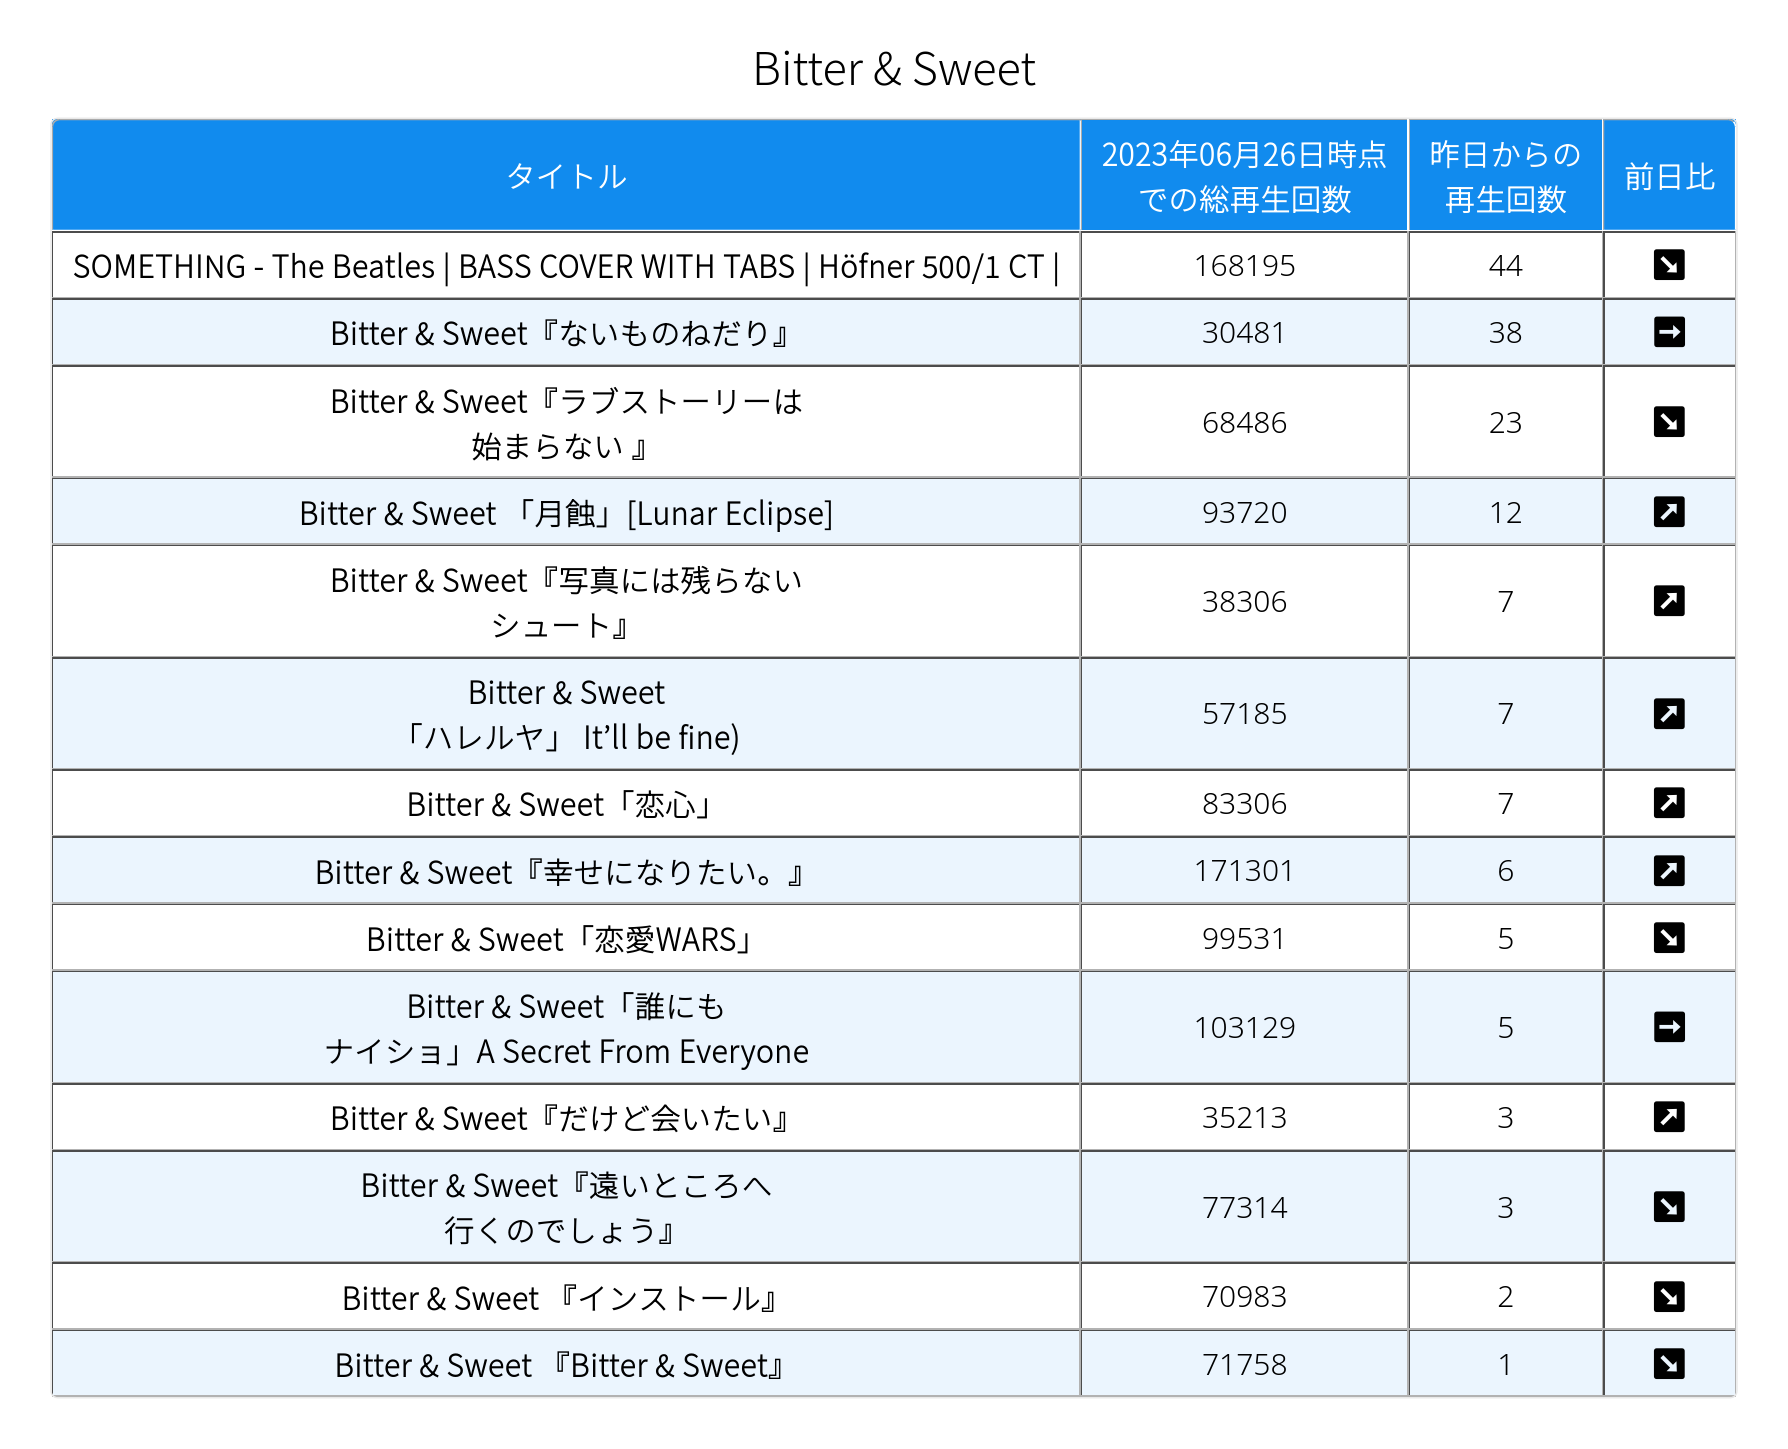 Bitter & Sweet
タイトル
2023年06月26日時点
での総再生回数
昨日からの
再生回数
前日比
SOMETHING - The Beatles | BASS COVER WITH TABS | Höfner 500/1 CT |
168195
44
Bitter & Sweet『ないものねだり』
30481
38
Bitter & Sweet『ラブストーリーは
始まらない 』
68486
23
Bitter & Sweet 「月蝕」[Lunar Eclipse]
93720
12
Bitter & Sweet『写真には残らない
シュート』
38306
7
Bitter & Sweet
「ハレルヤ」 It’ll be fine)
57185
7
Bitter & Sweet「恋心」
83306
7
Bitter & Sweet『幸せになりたい。』
171301
6
Bitter & Sweet「恋愛WARS」
99531
5
Bitter & Sweet「誰にも
ナイショ」A Secret From Everyone
103129
5
Bitter & Sweet『だけど会いたい』
35213
3
Bitter & Sweet『遠いところへ
行くのでしょう』
77314
3
Bitter & Sweet 『インストール』
70983
2
Bitter & Sweet 『Bitter & Sweet』
71758
1